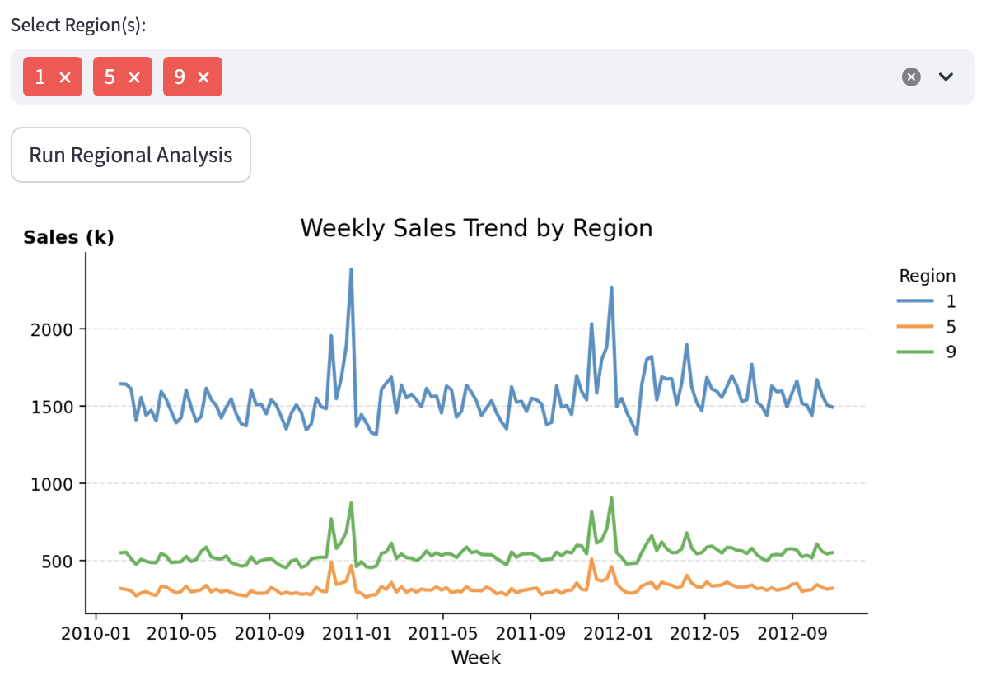 Select Region(s):
1 × 5 × 9 ×
Run Regional Analysis
Weekly Sales Trend by Region
Sales (k)
Region
1
5
9
2000
1500
1000
500
2010-01 2010-05 2010-09 2011-01 2011-05 2011-09 2012-01 2012-05 2012-09
Week